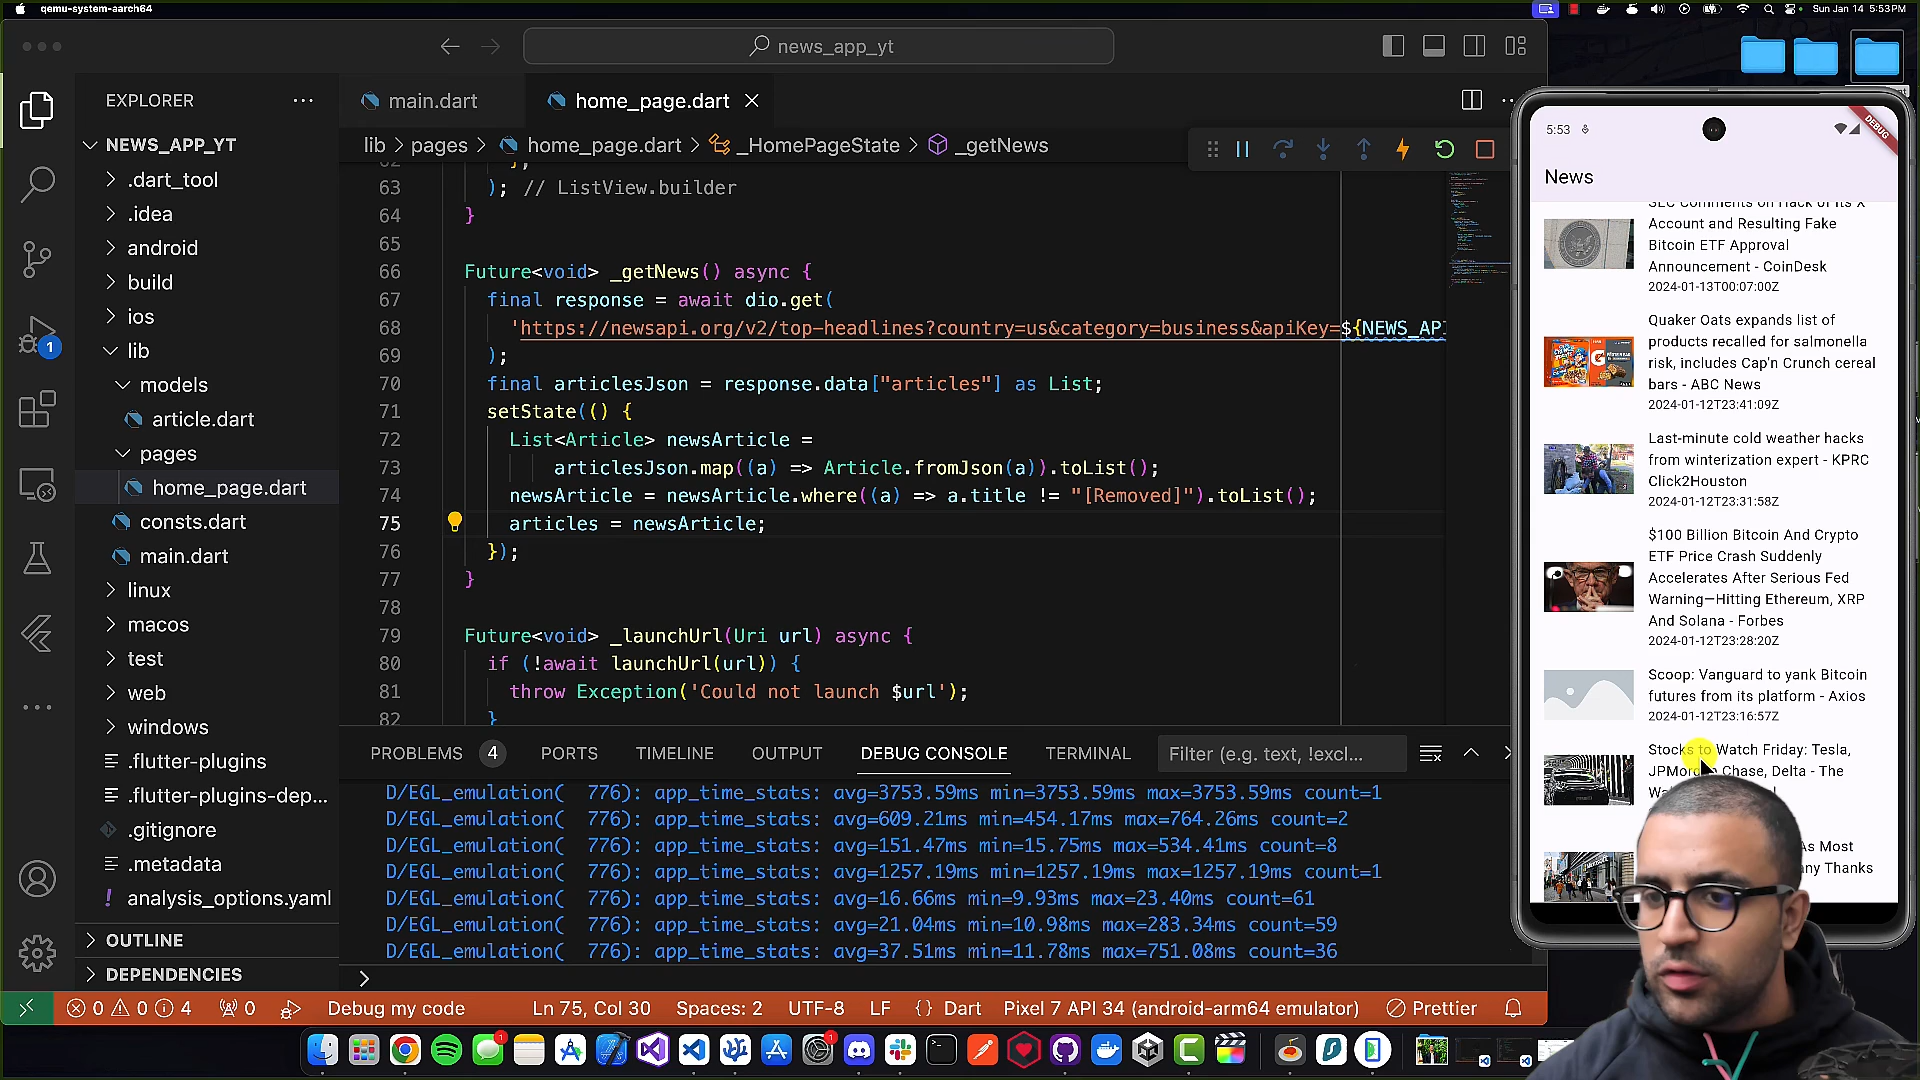 qemu-system-aarch64
Sun Jan 14 5:53PM
news_app_yt
EXPLORER
NEWS_APP_YT
.dart_tool
.idea
android
build
ios
lib
models
article.dart
pages
home_page.dart
consts.dart
main.dart
linux
macos
test
web
windows
.flutter-plugins
.flutter-plugins-dep...
.gitignore
.metadata
analysis_options.yaml
OUTLINE
DEPENDENCIES
1
main.dart
home_page.dart
lib > pages > home_page.dart > _HomePageState > _getNews
63 ); // ListView.builder
64 }
65
66 Future<void> _getNews() async {
67 final response = await dio.get(
68 'https://newsapi.org/v2/top-headlines?country=us&category=business&apiKey=${NEWS_API
69 );
70 final articlesJson = response.data["articles"] as List;
71 setState(() {
72 List<Article> newsArticle =
73 articlesJson.map((a) => Article.fromJson(a)).toList();
74 newsArticle = newsArticle.where((a) => a.title != "[Removed]").toList();
75 articles = newsArticle;
76 });
77 }
78
79 Future<void> _launchUrl(Uri url) async {
80 if (!await launchUrl(url)) {
81 throw Exception('Could not launch $url');
82 }
PROBLEMS 4 PORTS TIMELINE OUTPUT DEBUG CONSOLE TERMINAL Filter (e.g. text, !excl...
D/EGL_emulation(  776): app_time_stats: avg=3753.59ms min=3753.59ms max=3753.59ms count=1
D/EGL_emulation(  776): app_time_stats: avg=609.21ms min=454.17ms max=764.26ms count=2
D/EGL_emulation(  776): app_time_stats: avg=151.47ms min=15.75ms max=534.41ms count=8
D/EGL_emulation(  776): app_time_stats: avg=1257.19ms min=1257.19ms max=1257.19ms count=1
D/EGL_emulation(  776): app_time_stats: avg=16.66ms min=9.93ms max=23.40ms count=61
D/EGL_emulation(  776): app_time_stats: avg=21.04ms min=10.98ms max=283.34ms count=59
D/EGL_emulation(  776): app_time_stats: avg=37.51ms min=11.78ms max=751.08ms count=36
>
0 0 4 0 Debug my code Ln 75, Col 30 Spaces: 2 UTF-8 LF {} Dart Pixel 7 API 34 (android-arm64 emulator) Prettier
5:53
DEBUG
News
SEC Comments on Hack of Its X
Account and Resulting Fake
Bitcoin ETF Approval
Announcement - CoinDesk
2024-01-13T00:07:00Z
Quaker Oats expands list of
products recalled for salmonella
risk, includes Cap'n Crunch cereal
bars - ABC News
2024-01-12T23:41:09Z
Last-minute cold weather hacks
from winterization expert - KPRC
Click2Houston
2024-01-12T23:31:58Z
$100 Billion Bitcoin And Crypto
ETF Price Crash Suddenly
Accelerates After Serious Fed
Warning—Hitting Ethereum, XRP
And Solana - Forbes
2024-01-12T23:28:20Z
Scoop: Vanguard to yank Bitcoin
futures from its platform - Axios
2024-01-12T23:16:57Z
Stocks to Watch Friday: Tesla,
JPMorgan Chase, Delta - The
As Most
any Thanks